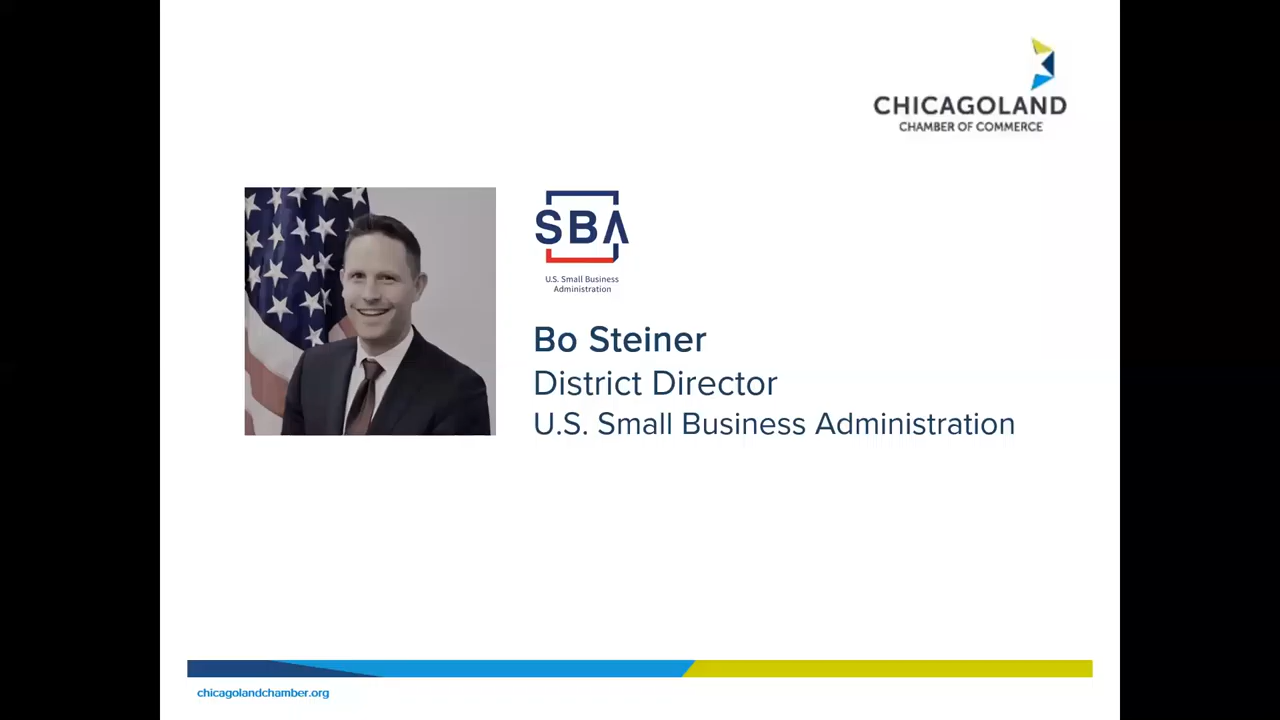 CHICAGOLAND
CHAMBER OF COMMERCE
SBA
U.S. Small Business
Administration
Bo Steiner
District Director
U.S. Small Business Administration
chicagolandchamber.org